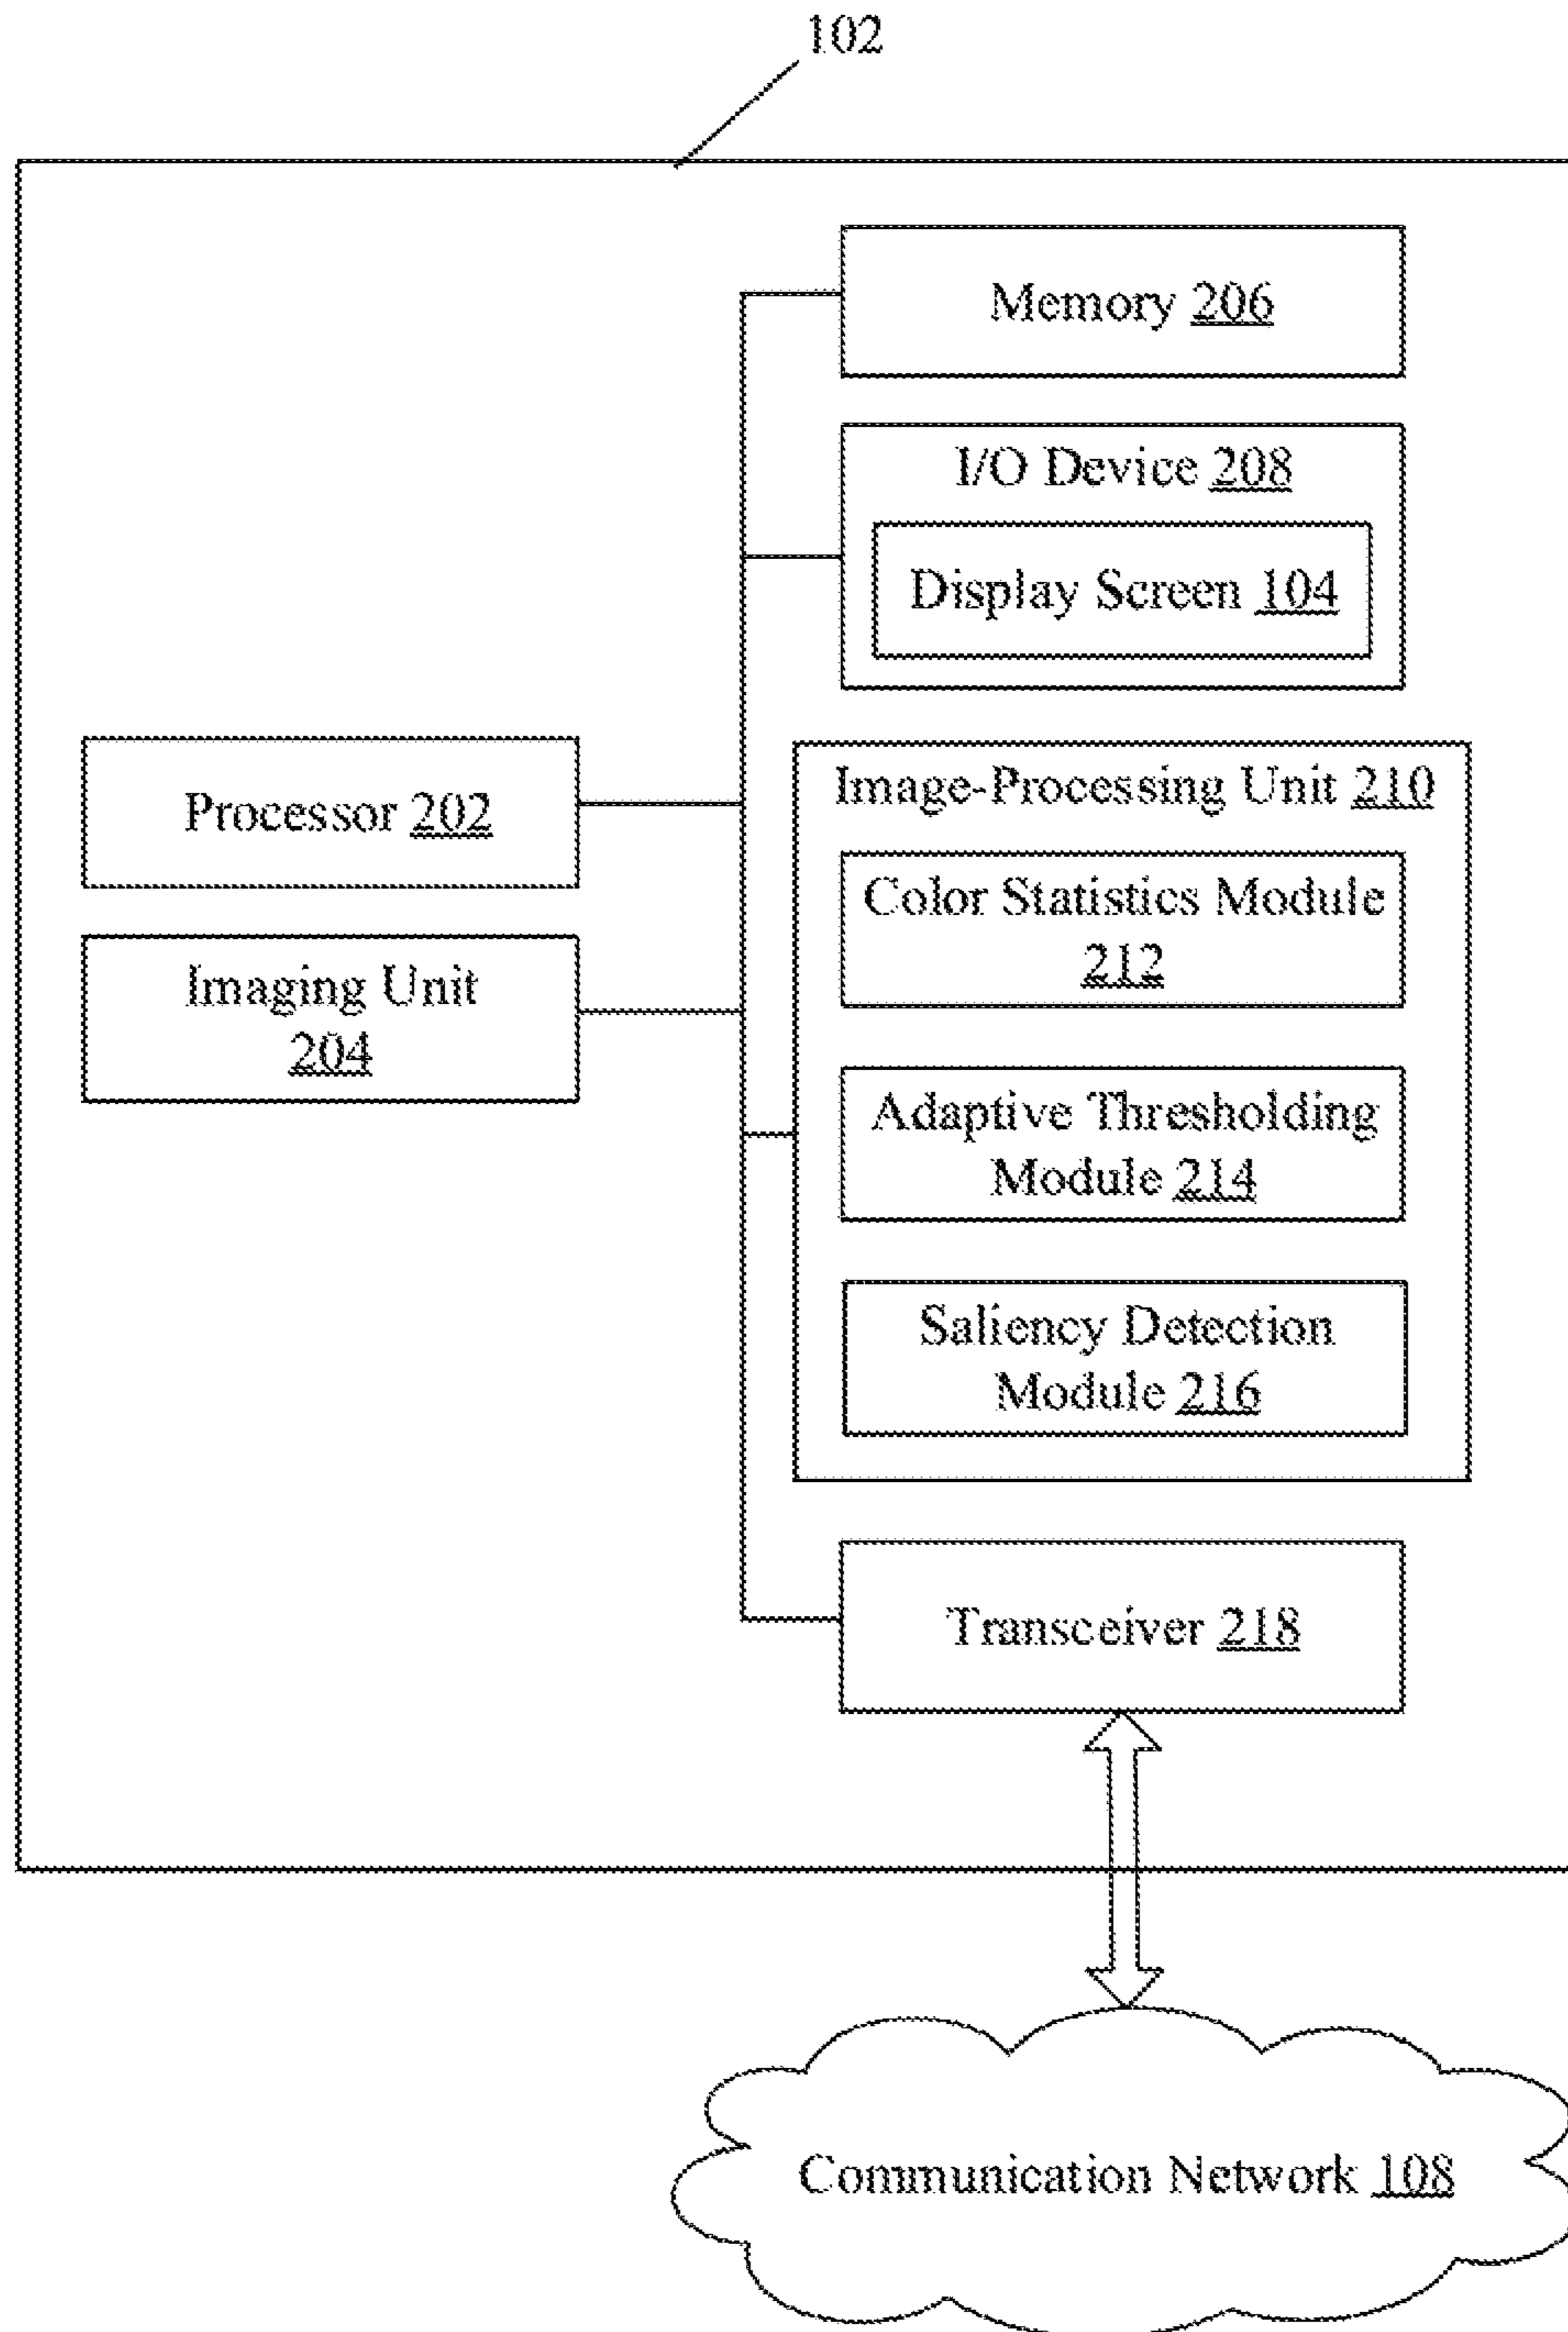 102
Memory 206
I/O Device 208
Display Screen 104
Processor 202
Imaging Unit
204
Image-Processing Unit 210
Color Statistics Module
212
Adaptive Thresholding
Module 214
Saliency Detection
Module 216
Transceiver 218
Communication Network 108